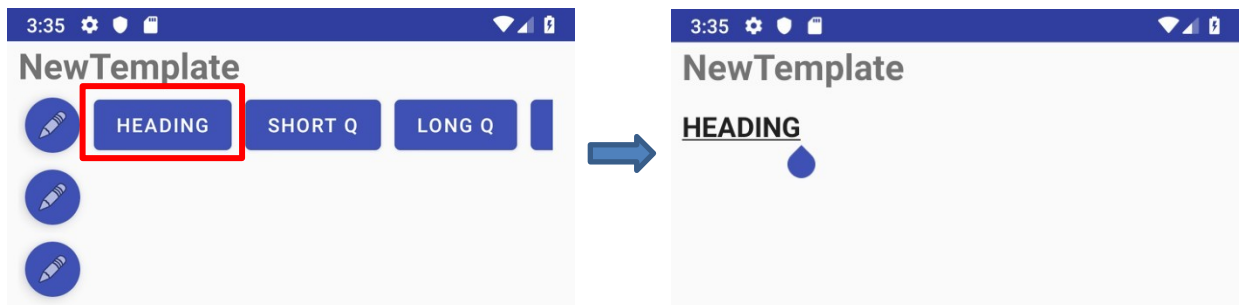 3:35
NewTemplate
HEADING SHORT Q LONG Q
3:35
NewTemplate
HEADING